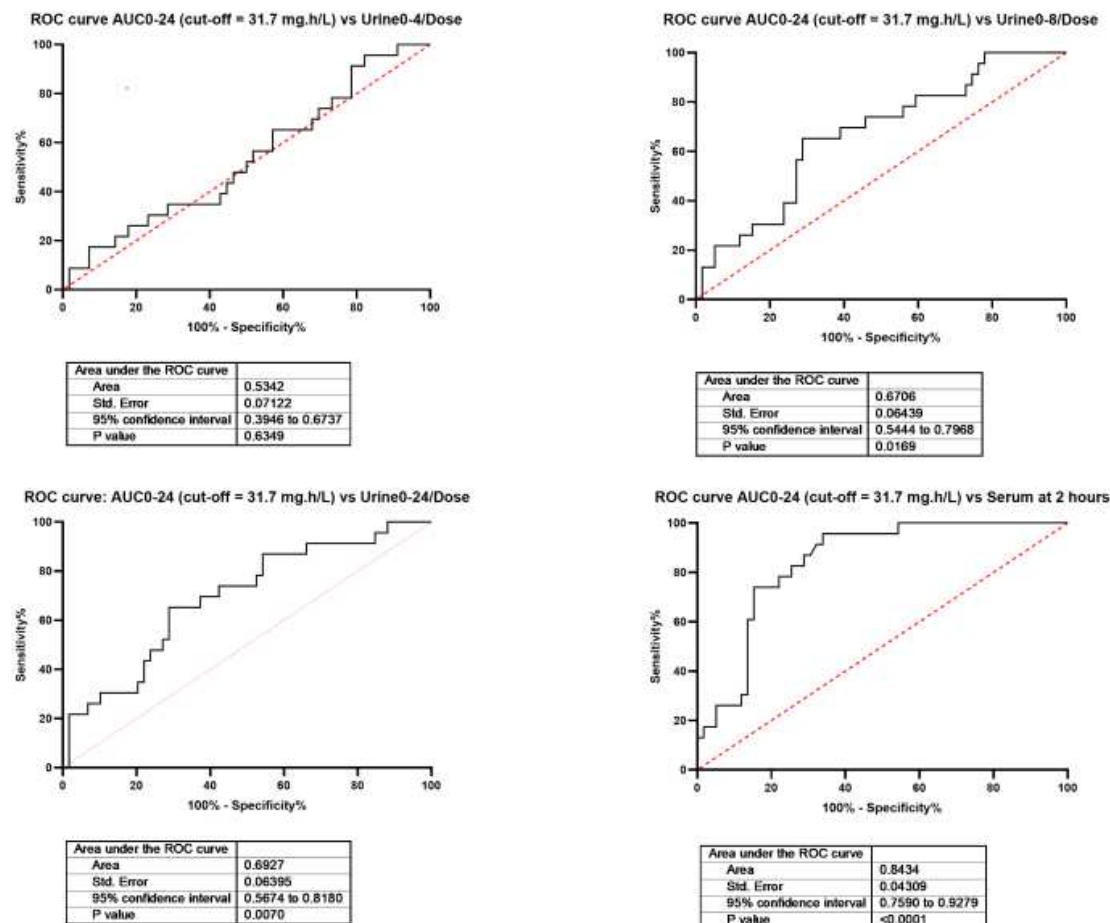 ROC curve AUC0-24 (cut-off = 31.7 mg.h/L) vs Urine0-4/Dose
100
80
60
40
20
0
Sensitivity%
0 20 40 60 80 100
100% - Specificity%
Area under the ROC curve
Area 0.5342
Std. Error 0.07122
95% confidence interval 0.3946 to 0.6737
P value 0.6349
ROC curve AUC0-24 (cut-off = 31.7 mg.h/L) vs Urine0-8/Dose
100
80
60
40
20
0
Sensitivity%
0 20 40 60 80 100
100% - Specificity%
Area under the ROC curve
Area 0.6706
Std. Error 0.06439
95% confidence interval 0.5444 to 0.7968
P value 0.0169
ROC curve: AUC0-24 (cut-off = 31.7 mg.h/L) vs Urine0-24/Dose
100
80
60
40
20
0
Sensitivity%
0 20 40 60 80 100
100% - Specificity%
Area under the ROC curve
Area 0.6927
Std. Error 0.06395
95% confidence interval 0.5674 to 0.8180
P value 0.0070
ROC curve AUC0-24 (cut-off = 31.7 mg.h/L) vs Serum at 2 hours
100
80
60
40
20
0
Sensitivity%
0 20 40 60 80 100
100% - Specificity%
Area under the ROC curve
Area 0.8434
Std. Error 0.04309
95% confidence interval 0.7590 to 0.9279
P value <0.0001